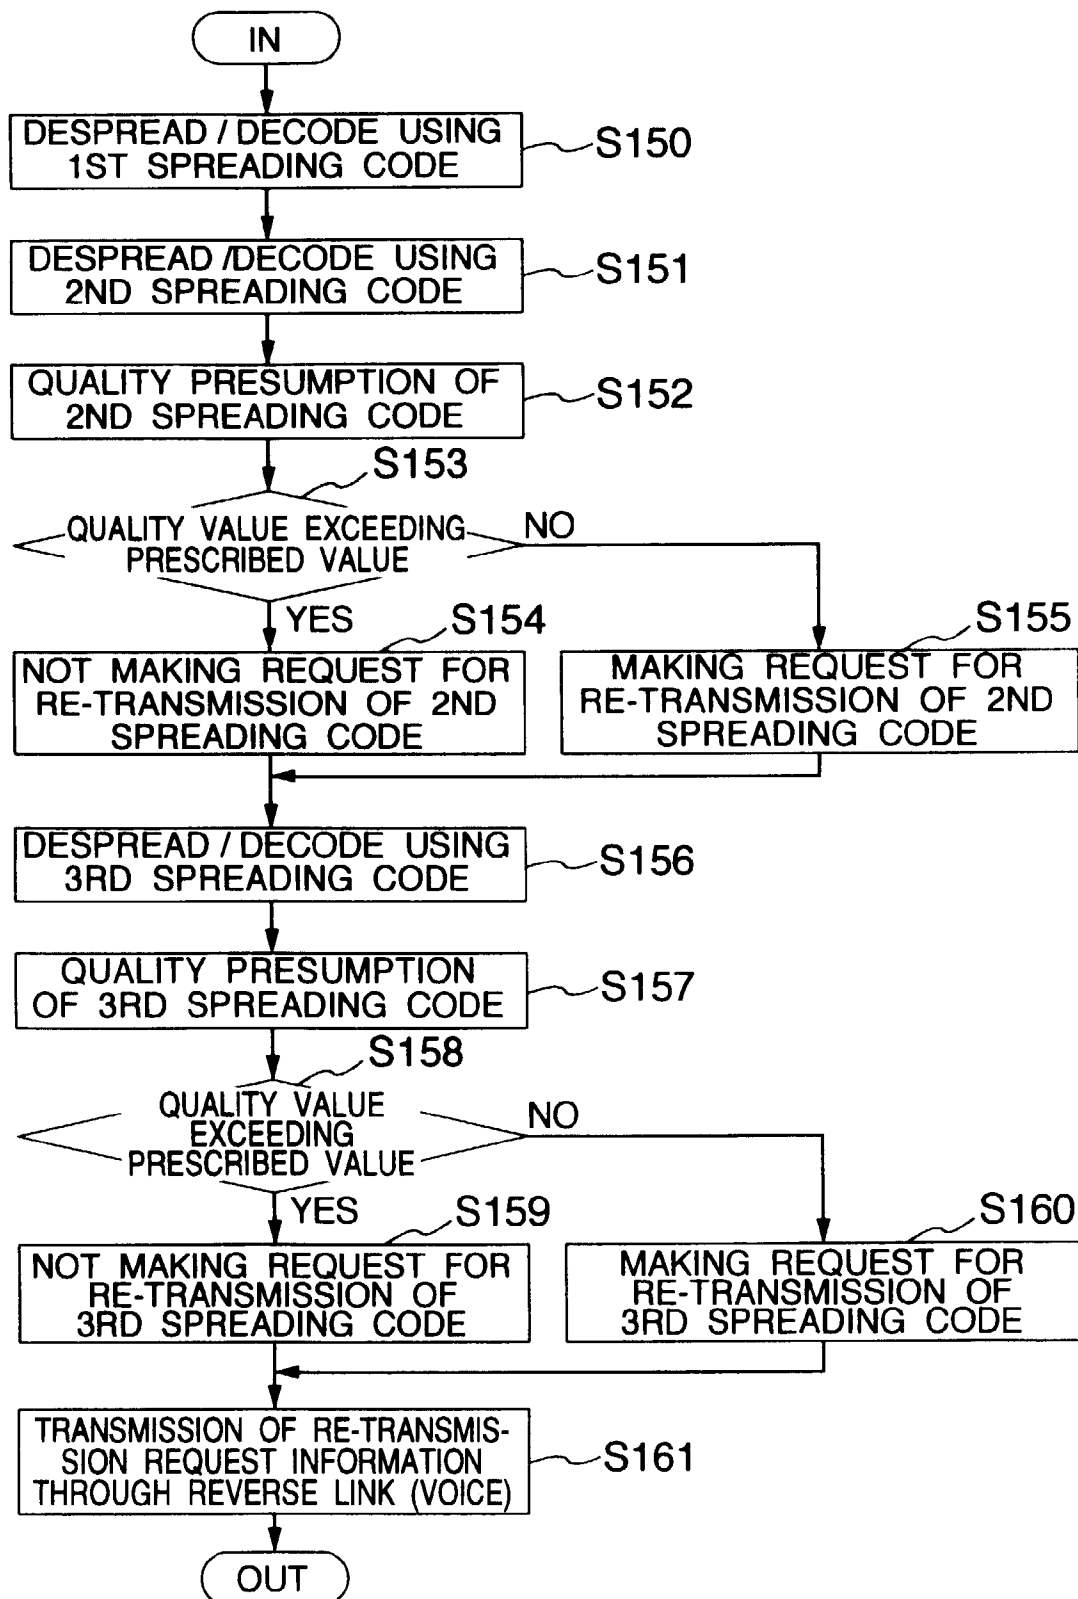 IN
DESPREAD / DECODE USING
1ST SPREADING CODE
S150
DESPREAD /DECODE USING
2ND SPREADING CODE
S151
QUALITY PRESUMPTION OF
2ND SPREADING CODE
S152
S153
QUALITY VALUE EXCEEDING
PRESCRIBED VALUE
NO
YES
S154
S155
NOT MAKING REQUEST FOR
RE-TRANSMISSION OF 2ND
SPREADING CODE
MAKING REQUEST FOR
RE-TRANSMISSION OF 2ND
SPREADING CODE
DESPREAD / DECODE USING
3RD SPREADING CODE
S156
QUALITY PRESUMPTION
OF 3RD SPREADING CODE
S157
S158
QUALITY VALUE
EXCEEDING
PRESCRIBED VALUE
NO
YES
S159
S160
NOT MAKING REQUEST FOR
RE-TRANSMISSION OF
3RD SPREADING CODE
MAKING REQUEST FOR
RE-TRANSMISSION OF
3RD SPREADING CODE
TRANSMISSION OF RE-TRANSMIS-
SION REQUEST INFORMATION
THROUGH REVERSE LINK (VOICE)
S161
OUT